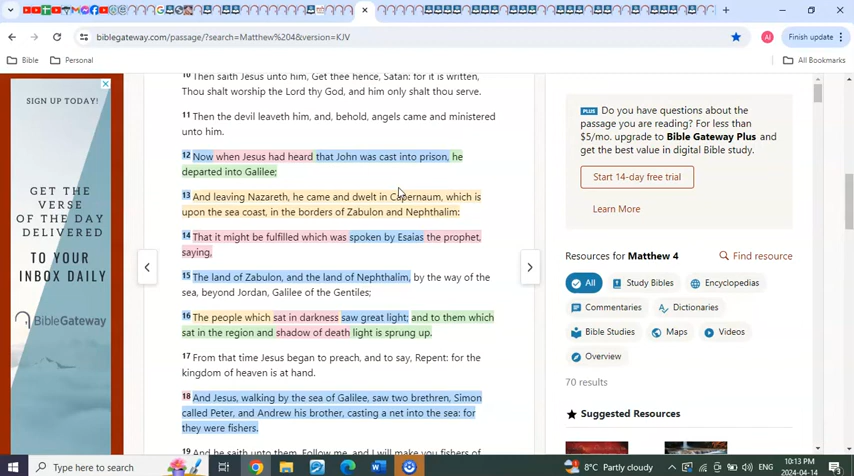 biblegateway.com/passage/?search=Matthew%204&version=KJV
Finish update
Bible
Personal
All Bookmarks
SIGN UP TODAY!
GET THE
VERSE
OF THE DAY
DELIVERED
TO YOUR
INBOX DAILY
BibleGateway
10 Then saith Jesus unto him, Get thee hence, Satan: for it is written,
Thou shalt worship the Lord thy God, and him only shalt thou serve.
11 Then the devil leaveth him, and, behold, angels came and ministered
unto him.
12 Now when Jesus had heard that John was cast into prison, he
departed into Galilee;
13 And leaving Nazareth, he came and dwelt in Capernaum, which is
upon the sea coast, in the borders of Zabulon and Nephthalim:
14 That it might be fulfilled which was spoken by Esaias the prophet,
saying,
15 The land of Zabulon, and the land of Nephthalim, by the way of the
sea, beyond Jordan, Galilee of the Gentiles;
16 The people which sat in darkness saw great light; and to them which
sat in the region and shadow of death light is sprung up.
17 From that time Jesus began to preach, and to say, Repent: for the
kingdom of heaven is at hand.
18 And Jesus, walking by the sea of Galilee, saw two brethren, Simon
called Peter, and Andrew his brother, casting a net into the sea: for
they were fishers.
19 And he saith unto them, Follow me, and I will make you fishers of
PLUS Do you have questions about the
passage you are reading? For less than
$5/mo. upgrade to Bible Gateway Plus and
get the best value in digital Bible study.
Start 14-day free trial
Learn More
Resources for Matthew 4
Find resource
All
Study Bibles
Encyclopedias
Commentaries
Dictionaries
Bible Studies
Maps
Videos
Overview
70 results
Suggested Resources
Type here to search
8°C Partly cloudy
10:13 PM
2024-04-14